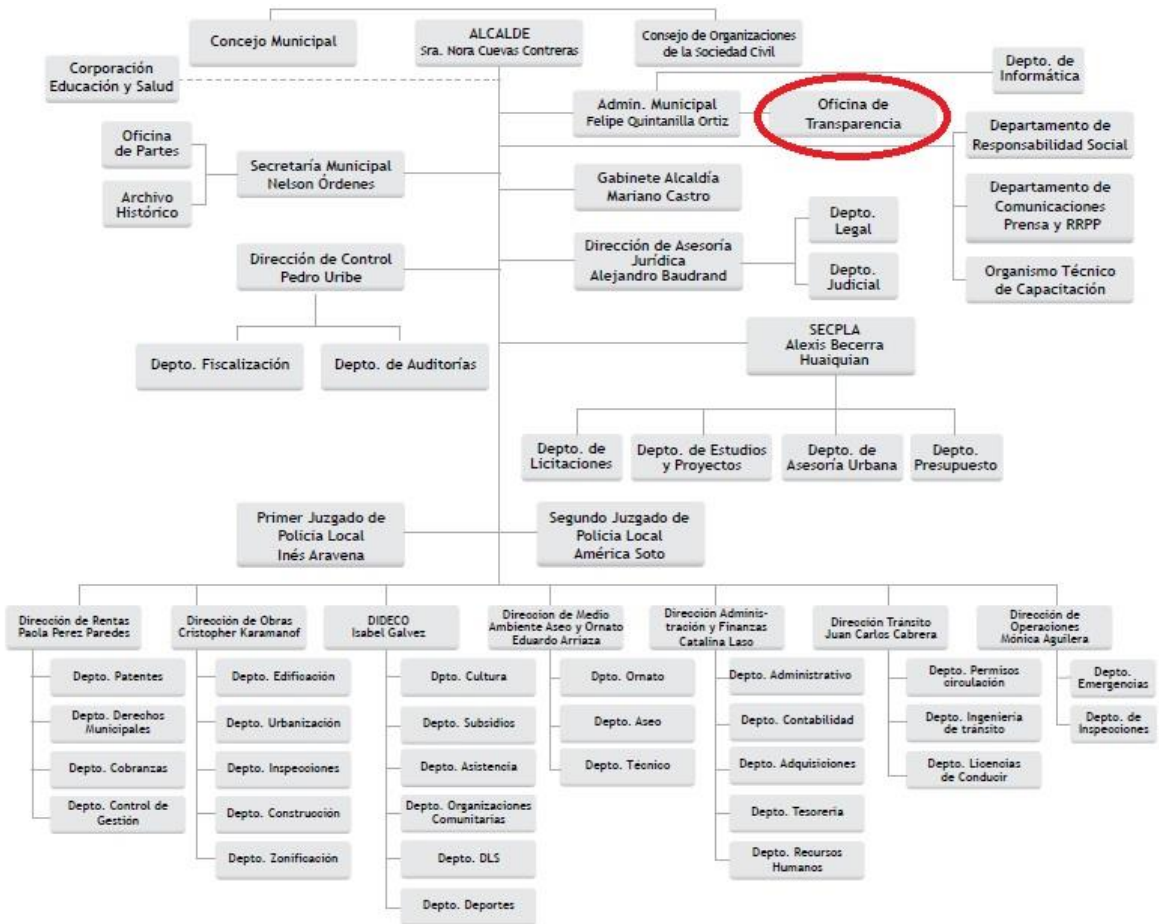 Concejo Municipal
ALCALDE
Sra. Nora Cuevas Contreras
Consejo de Organizaciones
de la Sociedad Civil
Corporación
Educación y Salud
Depto. de
Informática
Admin. Municipal
Felipe Quintanilla Ortiz
Oficina de
Transparencia
Oficina
de Partes
Departamento de
Responsabilidad Social
Secretaría Municipal
Nelson Órdenes
Archivo
Histórico
Gabinete Alcaldía
Mariano Castro
Departamento de
Comunicaciones
Prensa y RRPP
Depto.
Legal
Dirección de Control
Pedro Uribe
Dirección de Asesoría
Jurídica
Alejandro Baudrand
Depto.
Judicial
Organismo Técnico
de Capacitación
SECPLA
Alexis Becerra
Huaiquian
Depto. Fiscalización
Depto. de Auditorías
Depto. de
Licitaciones
Depto. de Estudios
y Proyectos
Depto. de
Asesoría Urbana
Depto.
Presupuesto
Primer Juzgado de
Policia Local
Inés Aravena
Segundo Juzgado de
Policia Local
América Soto
Dirección de Rentas
Paola Perez Paredes
Depto. Patentes
Depto. Derechos
Municipales
Depto. Cobranzas
Depto. Control de
Gestión
Dirección de Obras
Cristopher Karamanof
Depto. Edificación
Depto. Urbanización
Depto. Inspecciones
Depto. Construcción
Depto. Zonificación
DIDECO
Isabel Galvez
Dpto. Cultura
Depto. Subsidios
Depto. Asistencia
Depto. Organizaciones
Comunitarias
Depto. DLS
Depto. Deportes
Direccion de Medio
Ambiente Aseo y Ornato
Eduardo Arriaza
Dpto. Ornato
Depto. Aseo
Depto. Técnico
Dirección Adminis-
tración y Finanzas
Catalina Laso
Depto. Administrativo
Depto. Contabilidad
Depto. Adquisiciones
Depto. Tesoreria
Depto. Recursos
Humanos
Dirección Tránsito
Juan Carlos Cabrera
Depto. Permisos
circulación
Depto. Ingenieria
de tránsito
Depto. Licencias
de Conducir
Dirección de
Operaciones
Mónica Aguilera
Depto.
Emergencias
Depto. de
Inspecciones